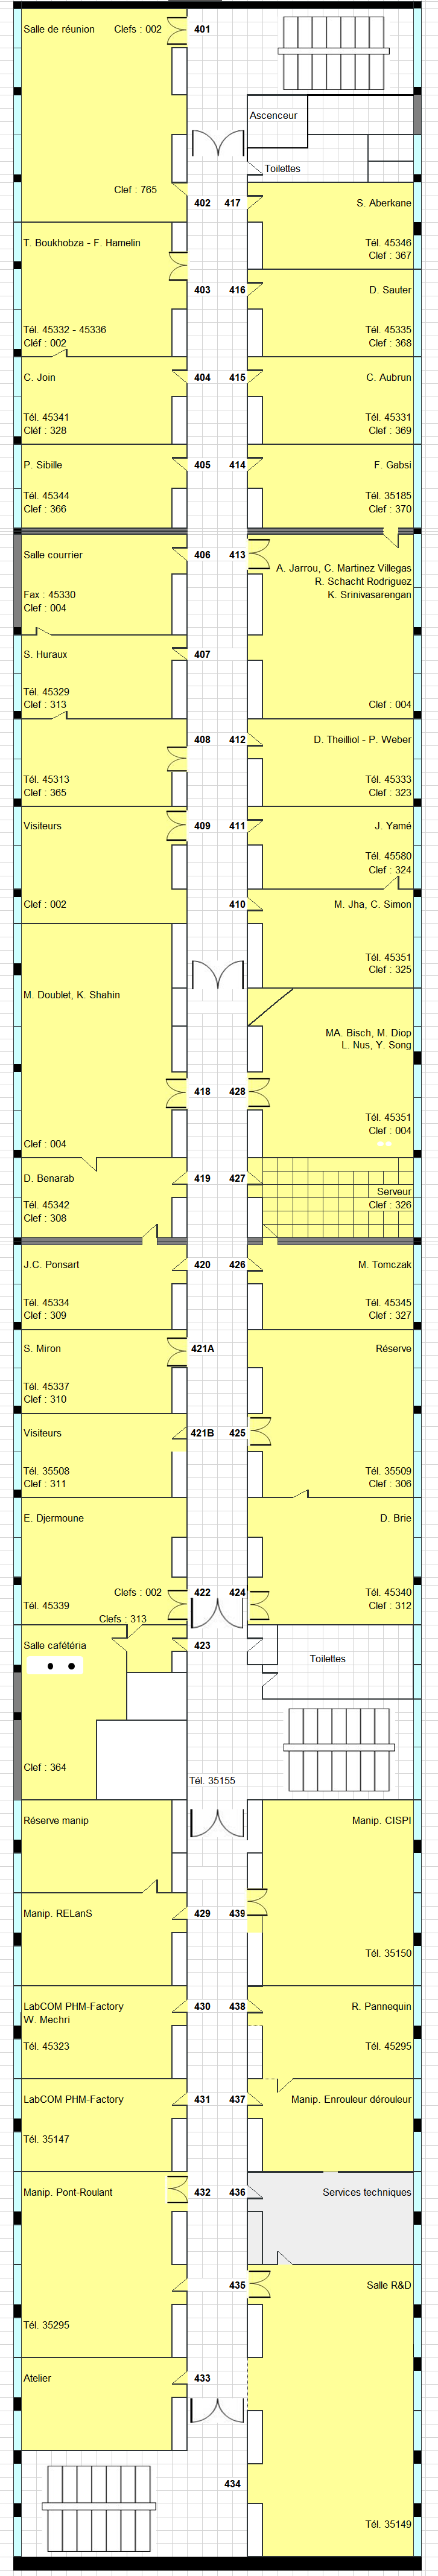 Salle de réunion Clefs : 002 401
Ascenceur
Toilettes
Clef : 765
402 417 S. Aberkane
T. Boukhobza - F. Hamelin Tél. 45346
Clef : 367
403 416 D. Sauter
Tél. 45332 - 45336 Tél. 45335
Cléf : 002 Clef : 368
C. Join 404 415 C. Aubrun
Tél. 45341 Tél. 45331
Cléf : 328 Clef : 369
P. Sibille 405 414 F. Gabsi
Tél. 45344 Tél. 35185
Clef : 366 Clef : 370
Salle courrier 406 413
A. Jarrou, C. Martinez Villegas
R. Schacht Rodriguez
Fax : 45330 K. Srinivasarengan
Clef : 004
S. Huraux 407
Tél. 45329
Clef : 313 Clef : 004
408 412 D. Theilliol - P. Weber
Tél. 45313 Tél. 45333
Clef : 365 Clef : 323
Visiteurs 409 411 J. Yamé
Tél. 45580
Clef : 324
Clef : 002 410 M. Jha, C. Simon
Tél. 45351
Clef : 325
M. Doublet, K. Shahin
MA. Bisch, M. Diop
L. Nus, Y. Song
418 428
Tél. 45351
Clef : 004
Clef : 004
D. Benarab 419 427
Serveur
Tél. 45342 Clef : 326
Clef : 308
J.C. Ponsart 420 426 M. Tomczak
Tél. 45334 Tél. 45345
Clef : 309 Clef : 327
S. Miron 421A Réserve
Tél. 45337
Clef : 310
Visiteurs 421B 425
Tél. 35508 Tél. 35509
Clef : 311 Clef : 306
E. Djermoune D. Brie
Clefs : 002 422 424 Tél. 45340
Tél. 45339 Clef : 312
Clefs : 313
Salle cafétéria 423
Toilettes
Clef : 364
Tél. 35155
Réserve manip Manip. CISPI
Manip. RELanS 429 439
Tél. 35150
LabCOM PHM-Factory 430 438 R. Pannequin
W. Mechri
Tél. 45323 Tél. 45295
LabCOM PHM-Factory 431 437 Manip. Enrouleur dérouleur
Tél. 35147
Manip. Pont-Roulant 432 436 Services techniques
435 Salle R&D
Tél. 35295
Atelier 433
434
Tél. 35149